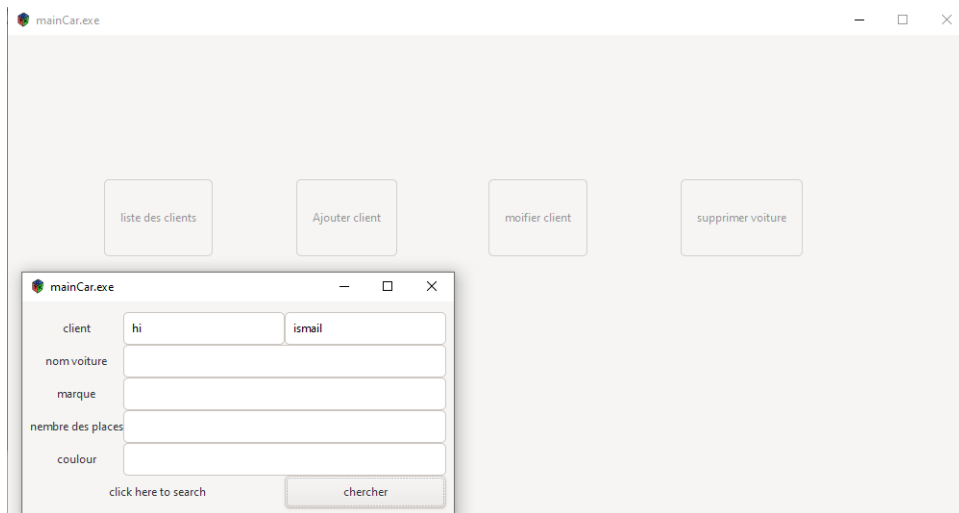 mainCar.exe
liste des clients Ajouter client moifier client supprimer voiture
mainCar.exe
client hi ismail
nom voiture
marque
nembre des places
coulour
click here to search chercher